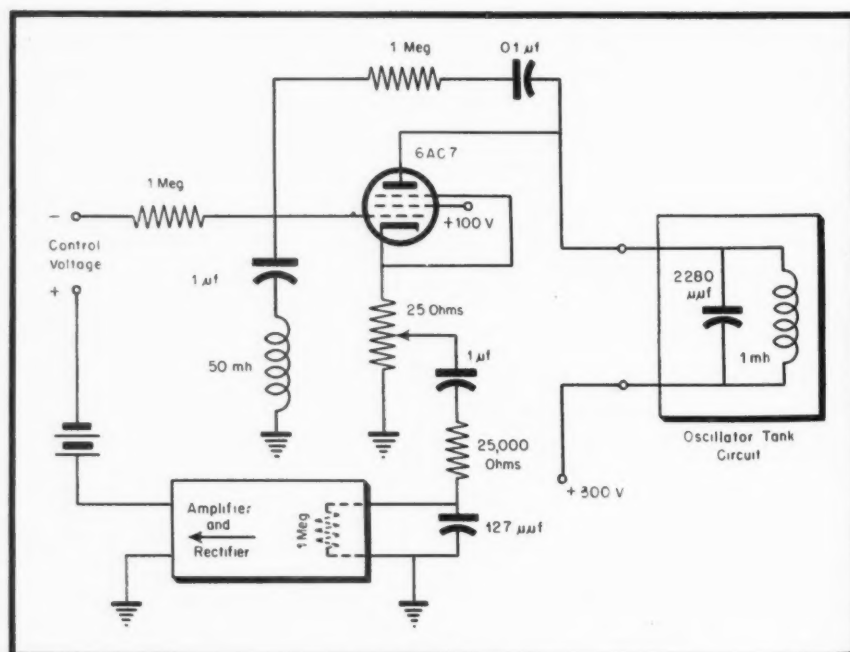 1 Meg
01 µf
6AC7
1 Meg
-
+100 V
Control
Voltage
+
1 µf
25 Ohms
1 µf
50 mh
25,000
Ohms
2280
µµf
1 mh
Oscillator Tank
Circuit
+300 V
Amplifier
and
Rectifier
1 Meg
127 µµf